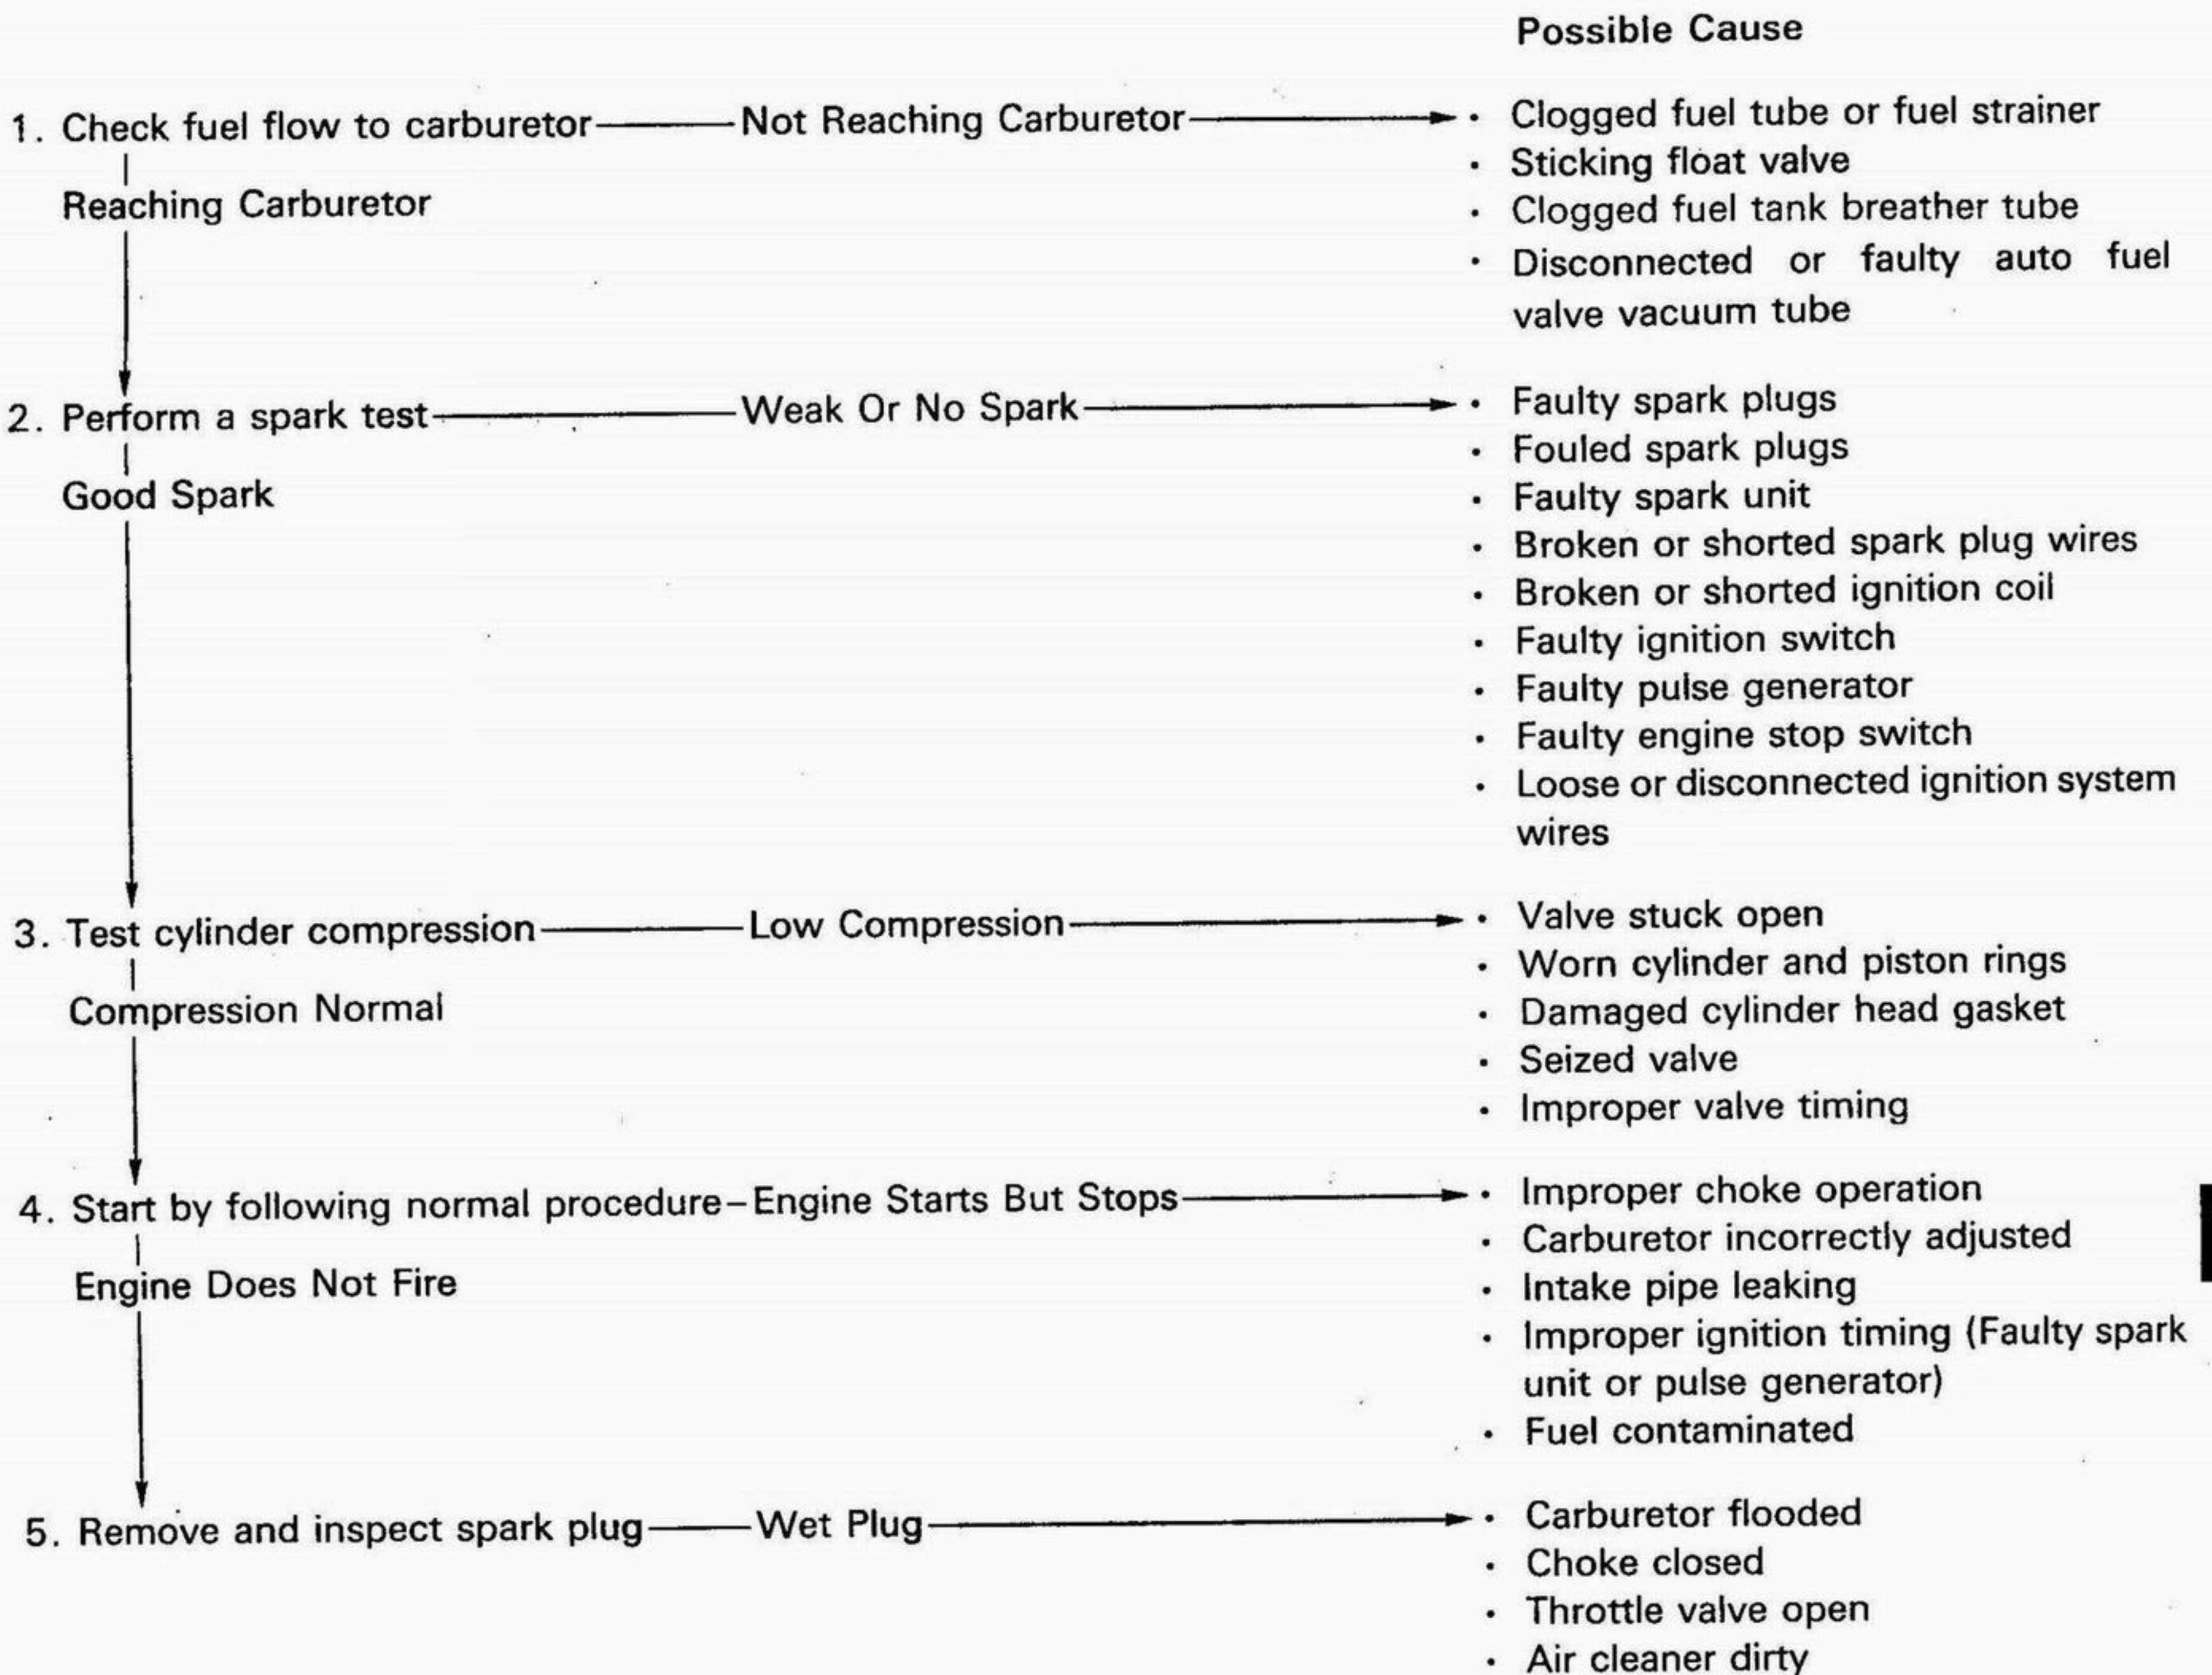 Possible Cause
1. Check fuel flow to carburetor Not Reaching Carburetor · Clogged fuel tube or fuel strainer
· Sticking float valve
Reaching Carburetor
· Clogged fuel tank breather tube
· Disconnected or faulty auto fuel
valve vacuum tube
2. Perform a spark test Weak Or No Spark · Faulty spark plugs
· Fouled spark plugs
Good Spark
· Faulty spark unit
· Broken or shorted spark plug wires
· Broken or shorted ignition coil
· Faulty ignition switch
· Faulty pulse generator
· Faulty engine stop switch
· Loose or disconnected ignition system
wires
3. Test cylinder compression Low Compression · Valve stuck open
· Worn cylinder and piston rings
Compression Normal
· Damaged cylinder head gasket
· Seized valve
· Improper valve timing
4. Start by following normal procedure–Engine Starts But Stops · Improper choke operation
· Carburetor incorrectly adjusted
Engine Does Not Fire
· Intake pipe leaking
· Improper ignition timing (Faulty spark
unit or pulse generator)
· Fuel contaminated
5. Remove and inspect spark plug Wet Plug · Carburetor flooded
· Choke closed
· Throttle valve open
· Air cleaner dirty